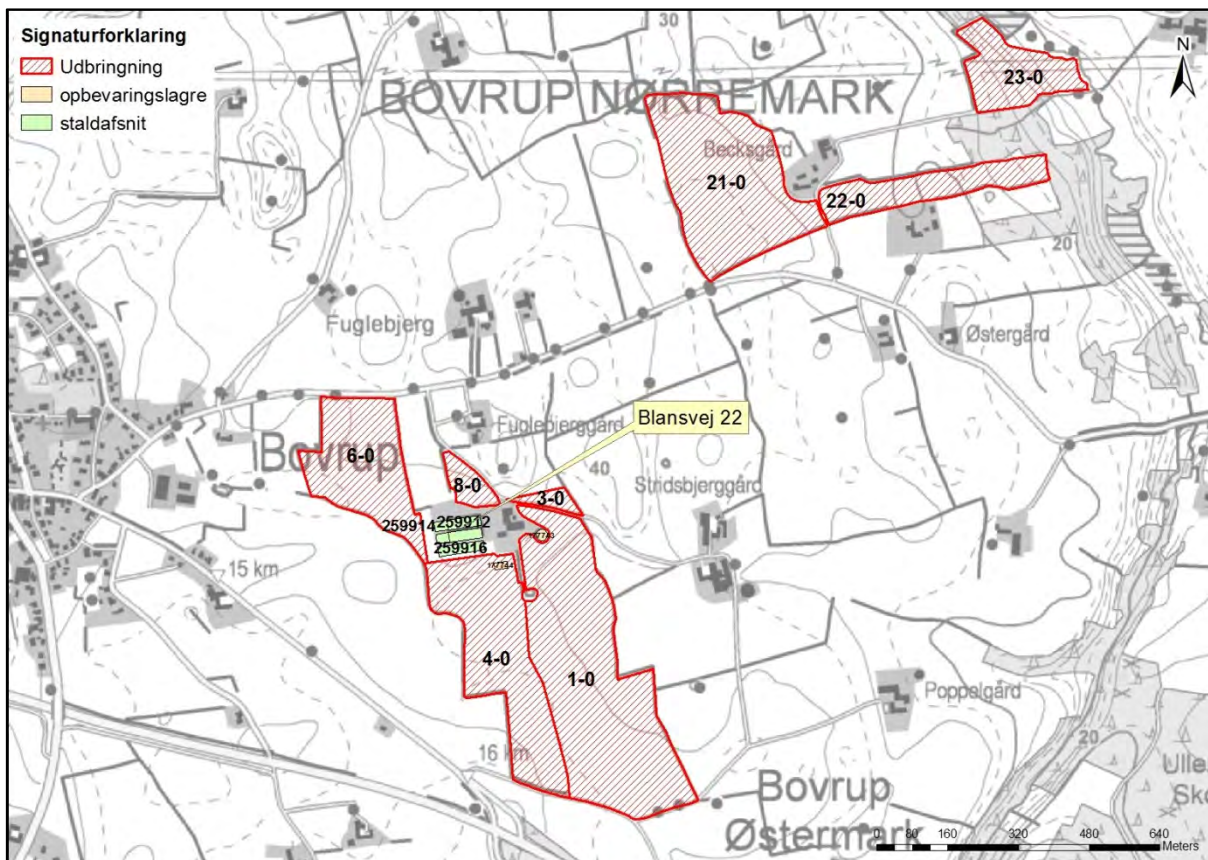 Signaturforklaring
Udbringning
opbevaringslagre
staldafsnit
30
N
23-0
BOVRUP NØRREMARK
Becksgård
21-0
22-0
20
Fuglebjerg
Østergård
Blansvej 22
Fuglebjerggård
Bovrup
6-0
40
8-0
3-0
Stridsbjerggård
259914
259912
259916
177744
15 km
4-0
1-0
Poppelgård
16 km
20
Bovrup
Østermark
0 80 160 320 480 640
Meters